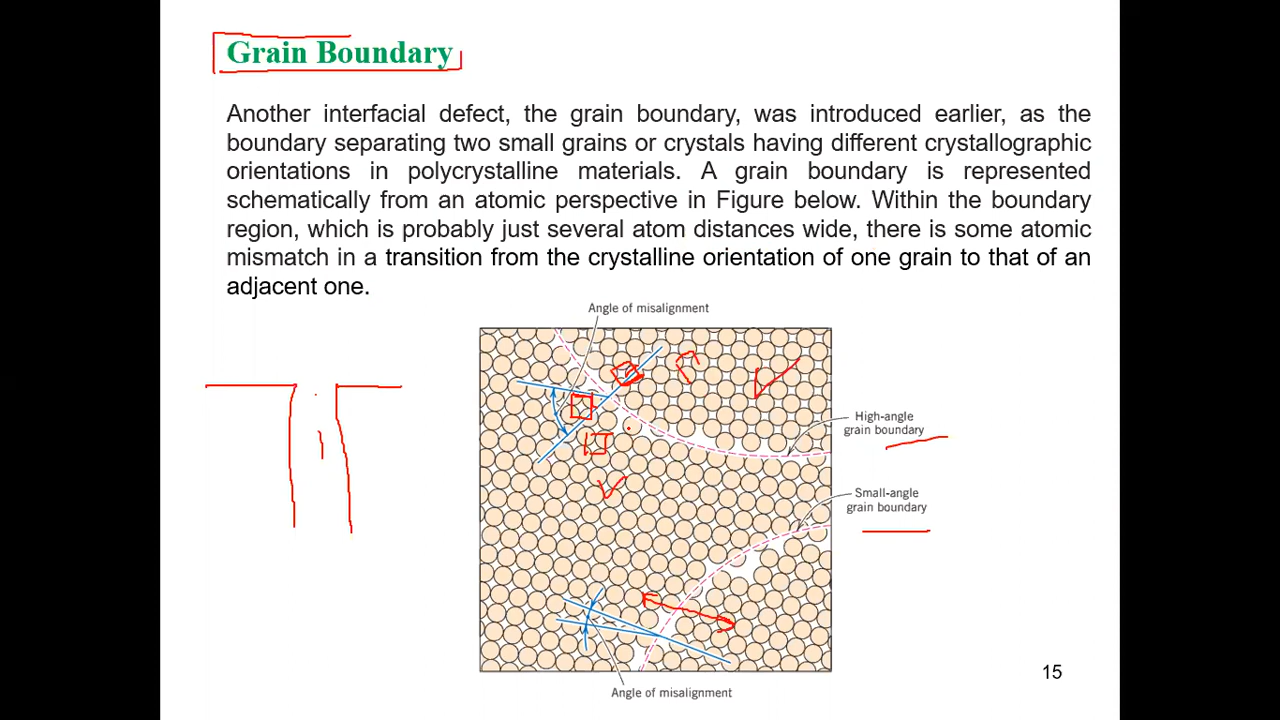 Grain Boundary
Another interfacial defect, the grain boundary, was introduced earlier, as the
boundary separating two small grains or crystals having different crystallographic
orientations in polycrystalline materials. A grain boundary is represented
schematically from an atomic perspective in Figure below. Within the boundary
region, which is probably just several atom distances wide, there is some atomic
mismatch in a transition from the crystalline orientation of one grain to that of an
adjacent one.
Angle of misalignment
High-angle
grain boundary
Small-angle
grain boundary
Angle of misalignment
15